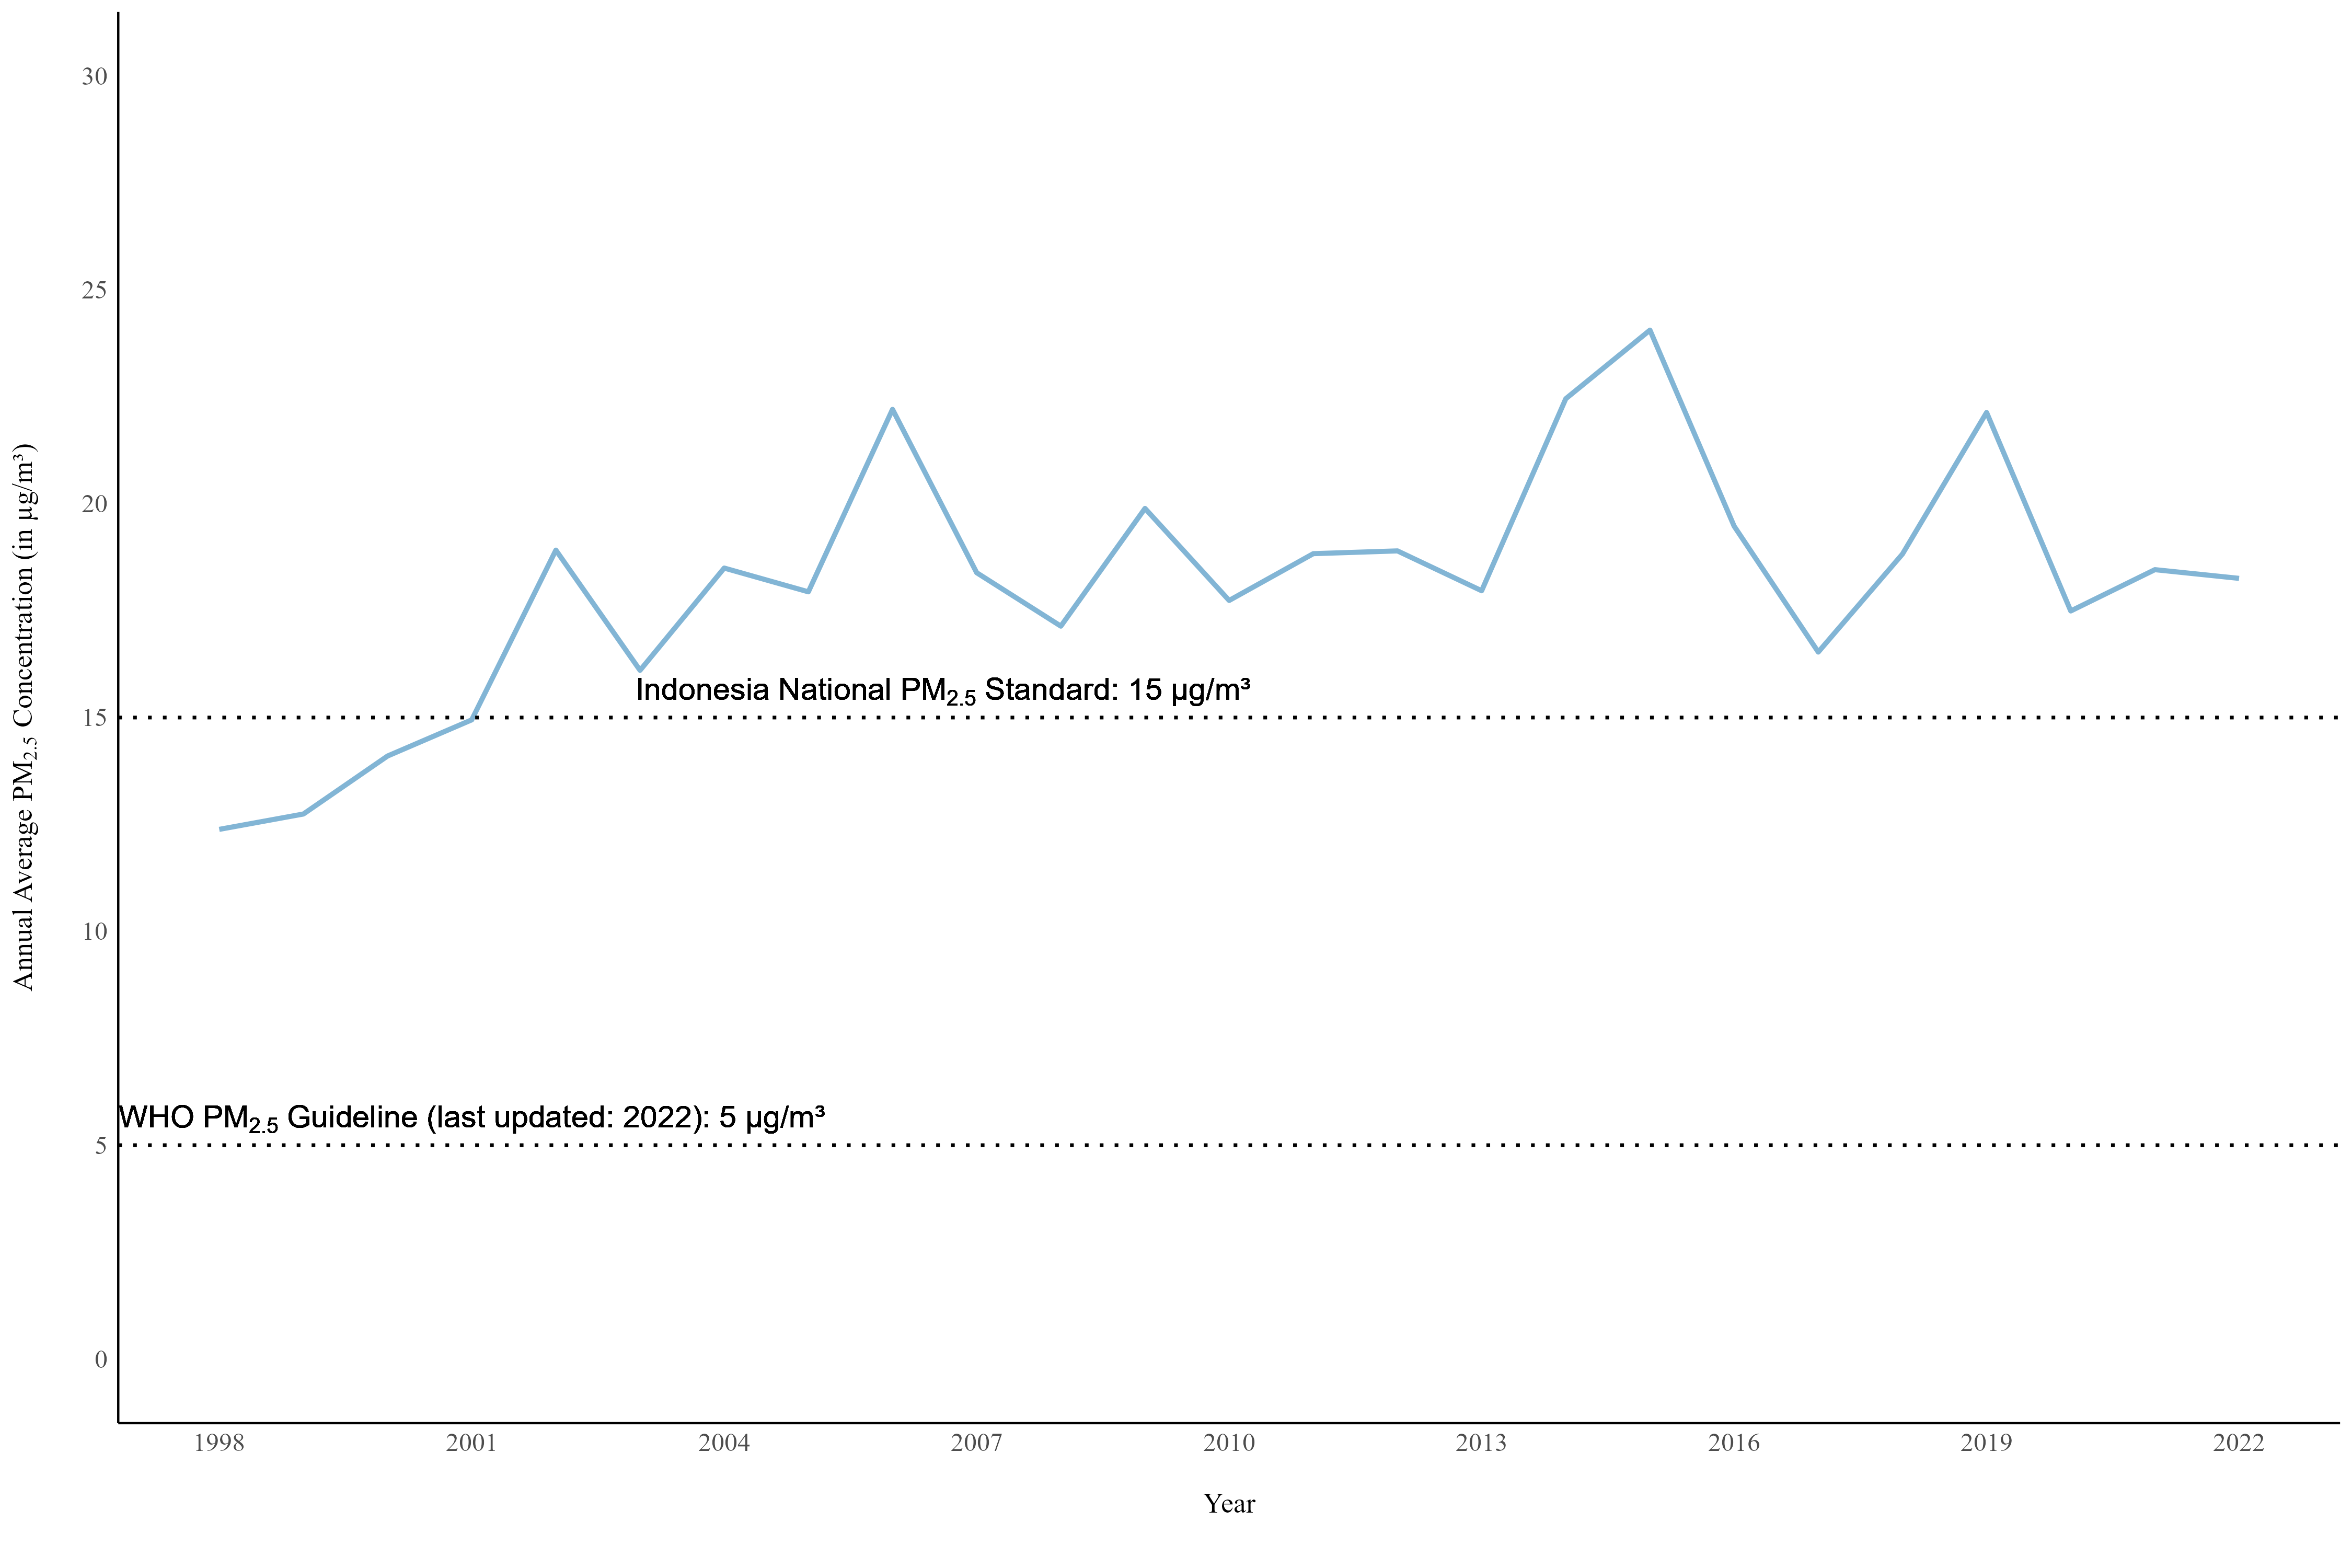 30
25
20
15
10
5
0
Annual Average PM₂.₅ Concentration (in µg/m³)
Indonesia National PM₂.₅ Standard: 15 µg/m³
WHO PM₂.₅ Guideline (last updated: 2022): 5 µg/m³
1998 2001 2004 2007 2010 2013 2016 2019 2022
Year